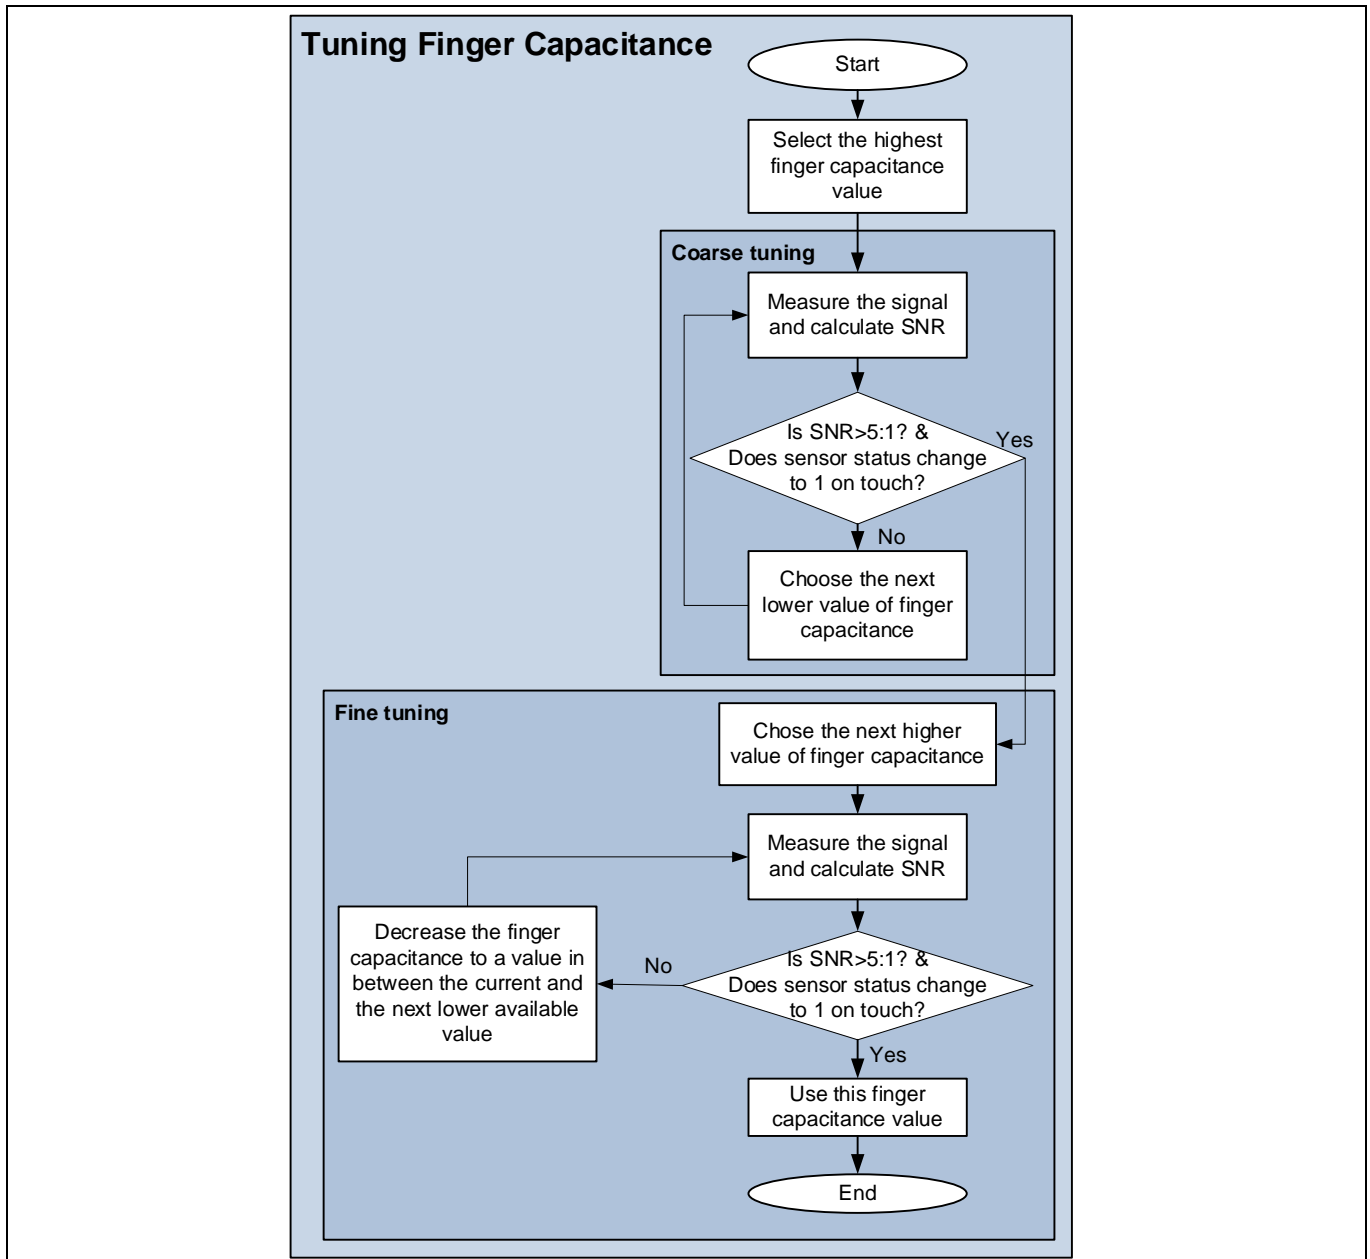 Tuning Finger Capacitance
Start
Select the highest
finger capacitance
value
Coarse tuning
Measure the signal
and calculate SNR
Is SNR>5:1? &
Does sensor status change
to 1 on touch?
Yes
No
Choose the next
lower value of finger
capacitance
Fine tuning
Chose the next higher
value of finger capacitance
Measure the signal
and calculate SNR
Decrease the finger
capacitance to a value in
between the current and
the next lower available
value
No
Is SNR>5:1? &
Does sensor status change
to 1 on touch?
Yes
Use this finger
capacitance value
End